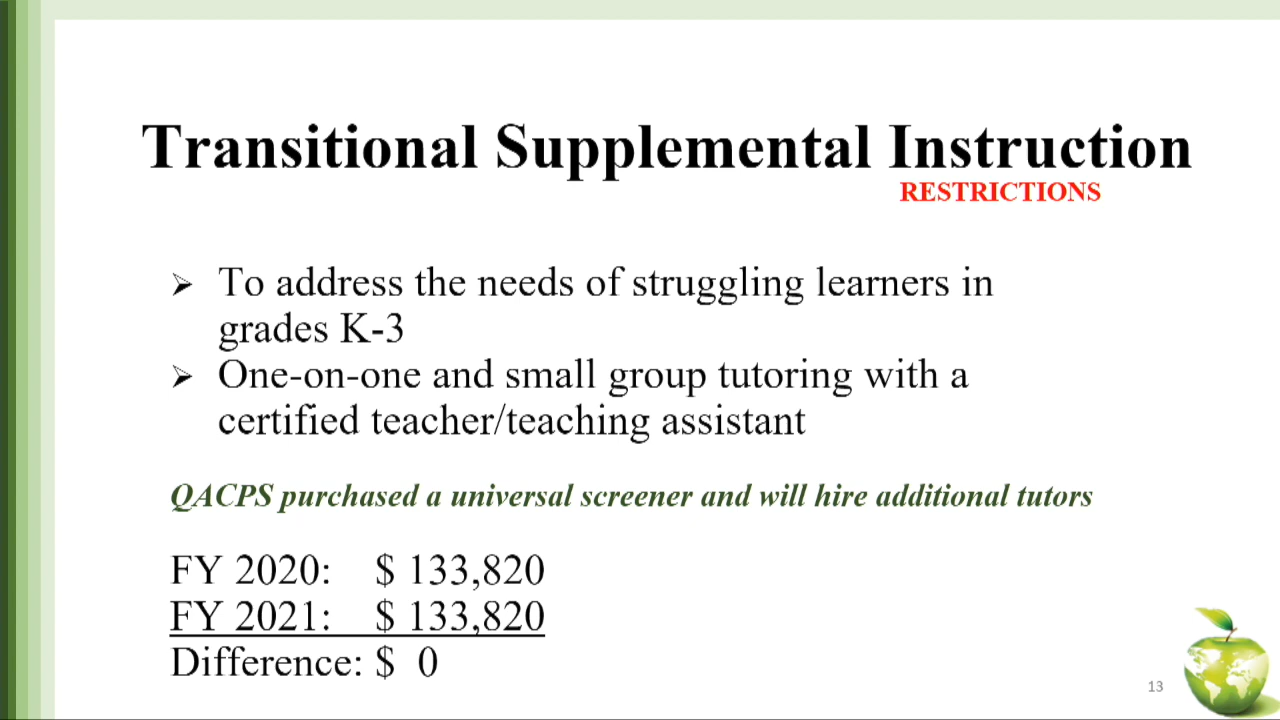 Transitional Supplemental Instruction
RESTRICTIONS
➢ To address the needs of struggling learners in
grades K-3
➢ One-on-one and small group tutoring with a
certified teacher/teaching assistant
QACPS purchased a universal screener and will hire additional tutors
FY 2020: $ 133,820
FY 2021: $ 133,820
Difference: $ 0
13